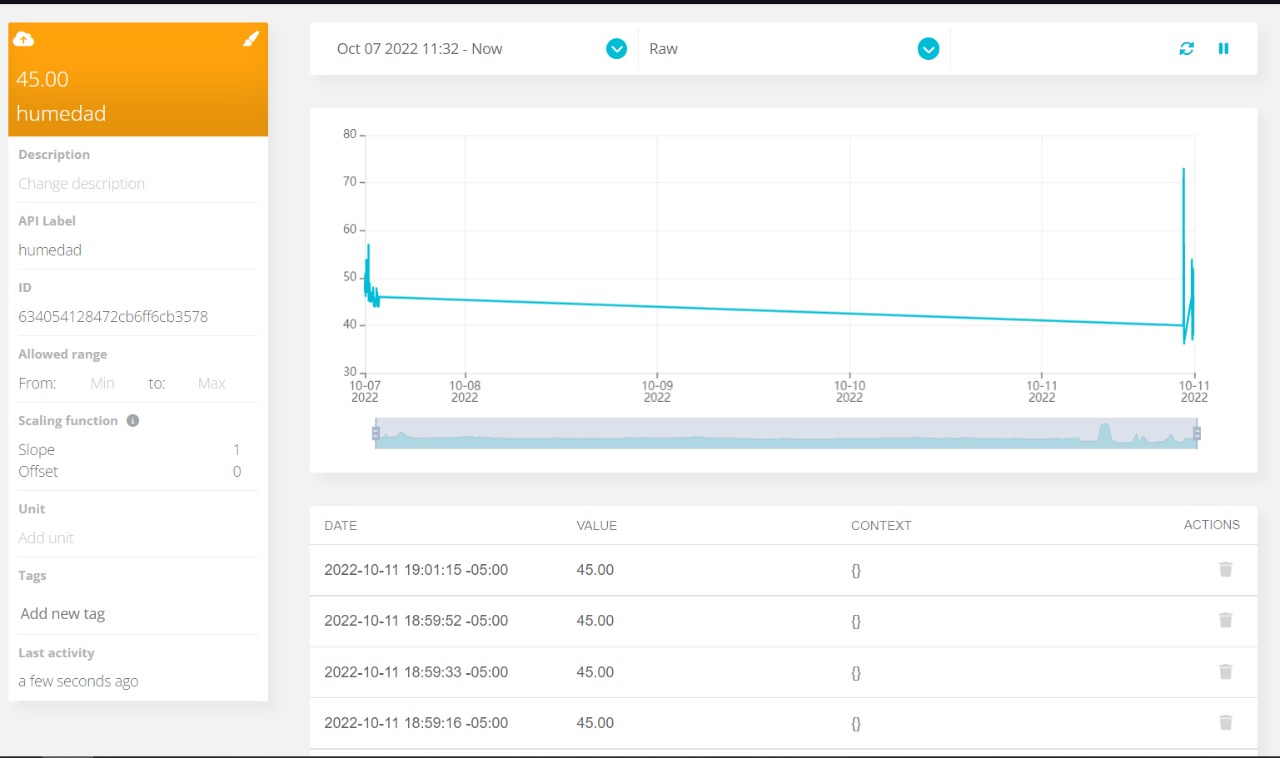 45.00
humedad
Description
Change description
API Label
humedad
ID
634054128472cb6ff6cb3578
Allowed range
From: Min to: Max
Scaling function
Slope 1
Offset 0
Unit
Add unit
Tags
Add new tag
Last activity
a few seconds ago
Oct 07 2022 11:32 - Now
Raw
80
70
60
50
40
30
10-07 10-08 10-09 10-10 10-11 10-11
2022 2022 2022 2022 2022 2022
DATE VALUE CONTEXT ACTIONS
2022-10-11 19:01:15 -05:00 45.00 {}
2022-10-11 18:59:52 -05:00 45.00 {}
2022-10-11 18:59:33 -05:00 45.00 {}
2022-10-11 18:59:16 -05:00 45.00 {}